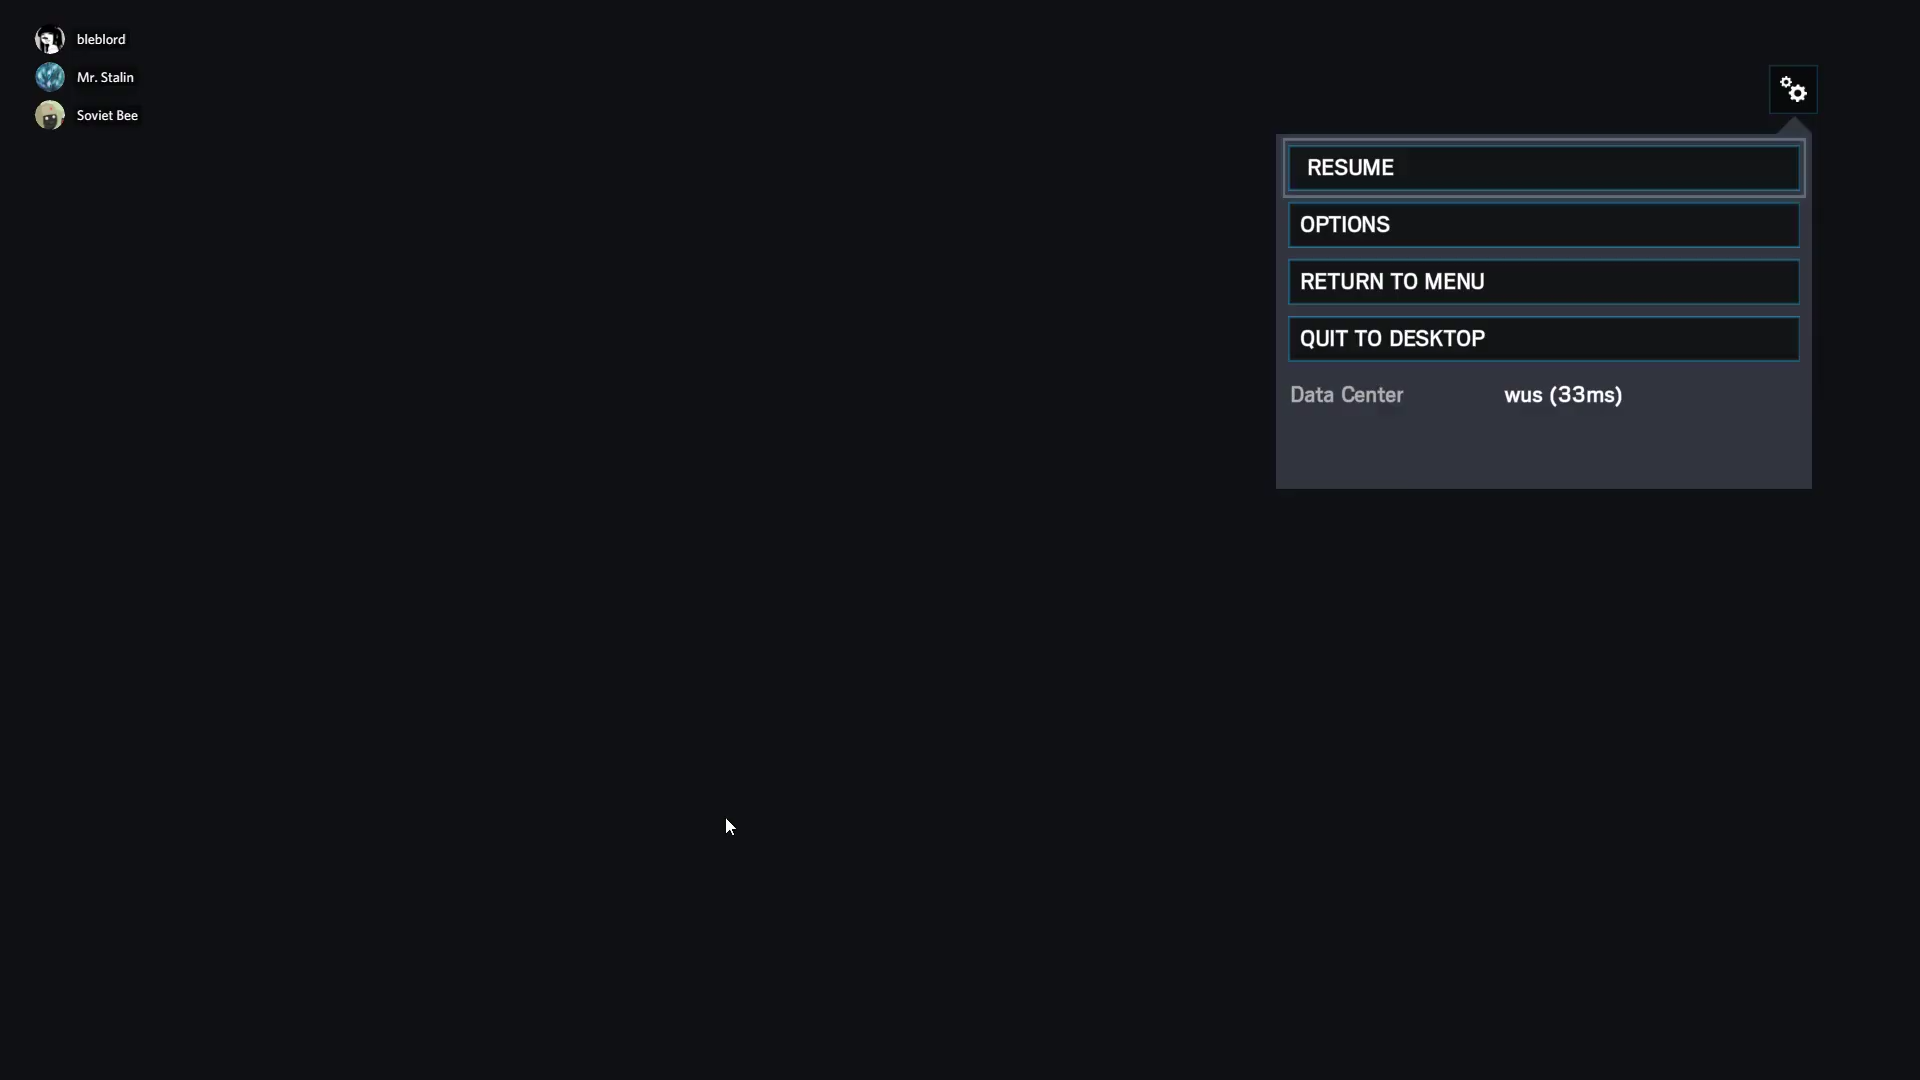 bleblord
Mr. Stalin
Soviet Bee
RESUME
OPTIONS
RETURN TO MENU
QUIT TO DESKTOP
Data Center wus (33ms)